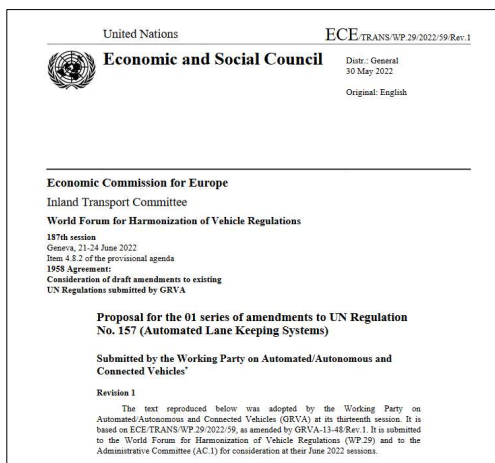 United Nations
ECE/TRANS/WP.29/2022/59/Rev.1
Economic and Social Council
Distr.: General
30 May 2022
Original: English
Economic Commission for Europe
Inland Transport Committee
World Forum for Harmonization of Vehicle Regulations
187th session
Geneva, 21-24 June 2022
Item 4.8.2 of the provisional agenda
1958 Agreement:
Consideration of draft amendments to existing
UN Regulations submitted by GRVA
Proposal for the 01 series of amendments to UN Regulation
No. 157 (Automated Lane Keeping Systems)
Submitted by the Working Party on Automated/Autonomous and
Connected Vehicles*
Revision 1
The text reproduced below was adopted by the Working Party on
Automated/Autonomous and Connected Vehicles (GRVA) at its thirteenth session. It is
based on ECE/TRANS/WP.29/2022/59, as amended by GRVA-13-48/Rev.1. It is submitted
to the World Forum for Harmonization of Vehicle Regulations (WP.29) and to the
Administrative Committee (AC.1) for consideration at their June 2022 sessions.